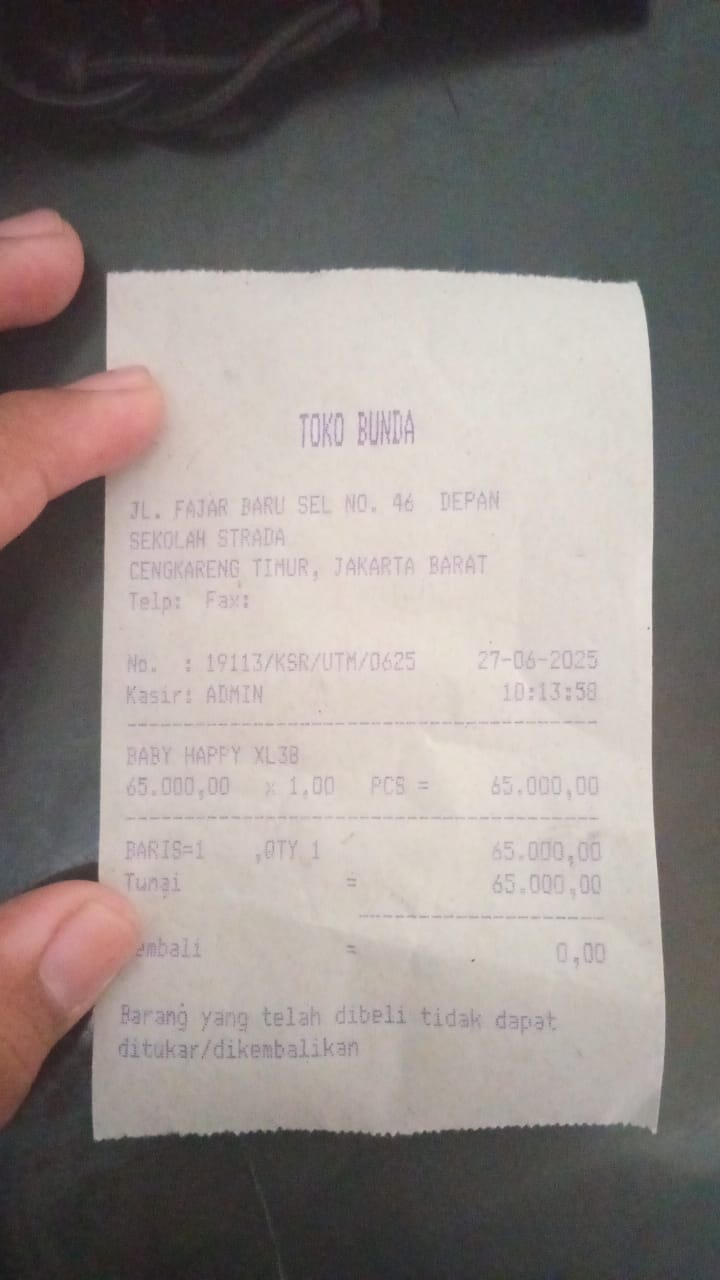 TOKO BUNDA
JL. FAJAR BARU SEL NO. 46 DEPAN
SEKOLAH STRADA
CENGKARENG TIMUR, JAKARTA BARAT
Telp: Fax:
No. : 19113/KSR/UTM/0625 27-06-2025
Kasir: ADMIN 10:13:58
BABY HAPPY XL38
65.000,00 x 1,00 PCS = 65.000,00
BARIS=1 ,QTY 1 65.000,00
Tunai = 65.000,00
embali = 0,00
Barang yang telah dibeli tidak dapat
ditukar/dikembalikan